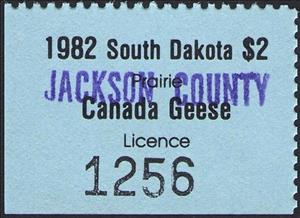 1982 South Dakota $2
Prairie
JACKSON COUNTY
Canada Geese
Licence
1256